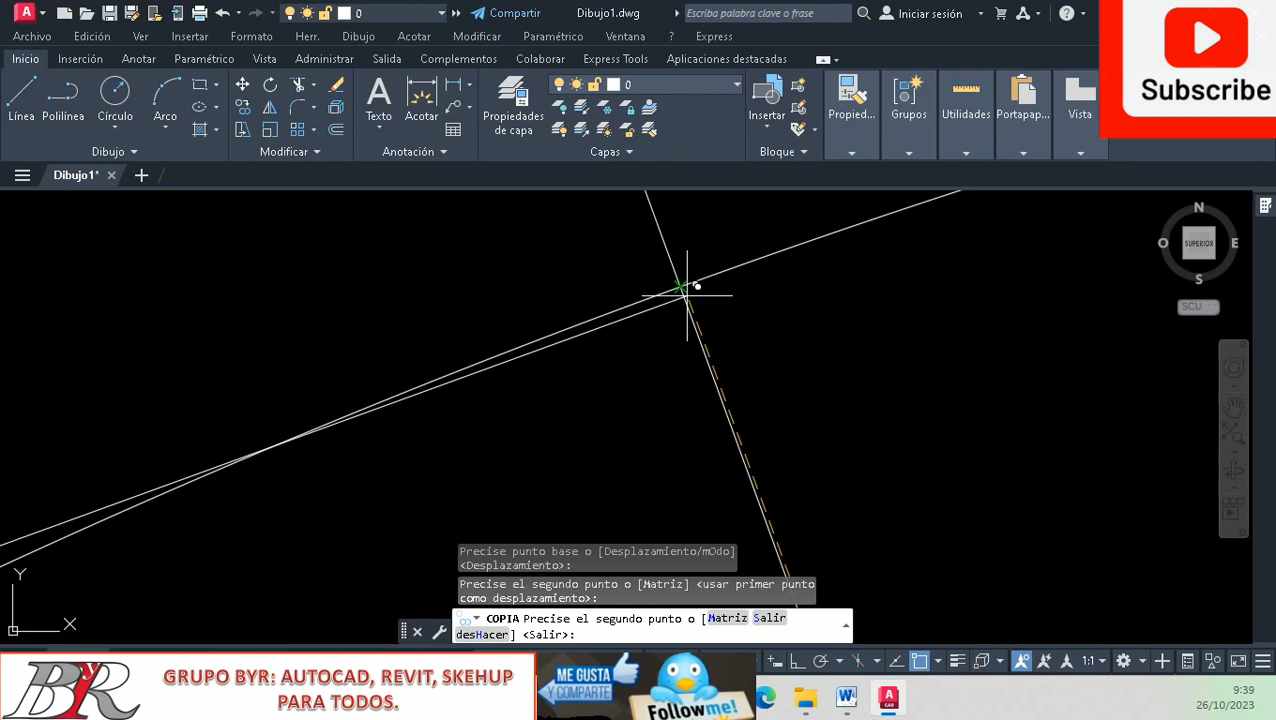 A CAD
0
Compartir
Dibujo1.dwg
Escriba palabra clave o frase
Iniciar sesión
?
Subscribe
Archivo Edición Ver Insertar Formato Herr. Dibujo Acotar Modificar Paramétrico Ventana ? Express
Inicio Inserción Anotar Paramétrico Vista Administrar Salida Complementos Colaborar Express Tools Aplicaciones destacadas
0
Línea Polilínea Círculo Arco
Texto Acotar
Propiedades de capa
Insertar
Propied... Grupos Utilidades Portapap... Vista
Dibujo Modificar Anotación Capas Bloque
Dibujo1*
N
O SUPERIOR E
S
SCU
Precise punto base o [Desplazamiento/mOdo]
<Desplazamiento>:
Precise el segundo punto o [Matriz] <usar primer punto
como desplazamiento>:
COPIA Precise el segundo punto o [Matriz Salir
desHacer] <Salir>:
Y
X
1:1
ByR
GRUPO BYR: AUTOCAD, REVIT, SKEHUP
PARA TODOS.
ME GUSTA
Y COMPARTE
Followme!
W
A CAD
9:39
26/10/2023